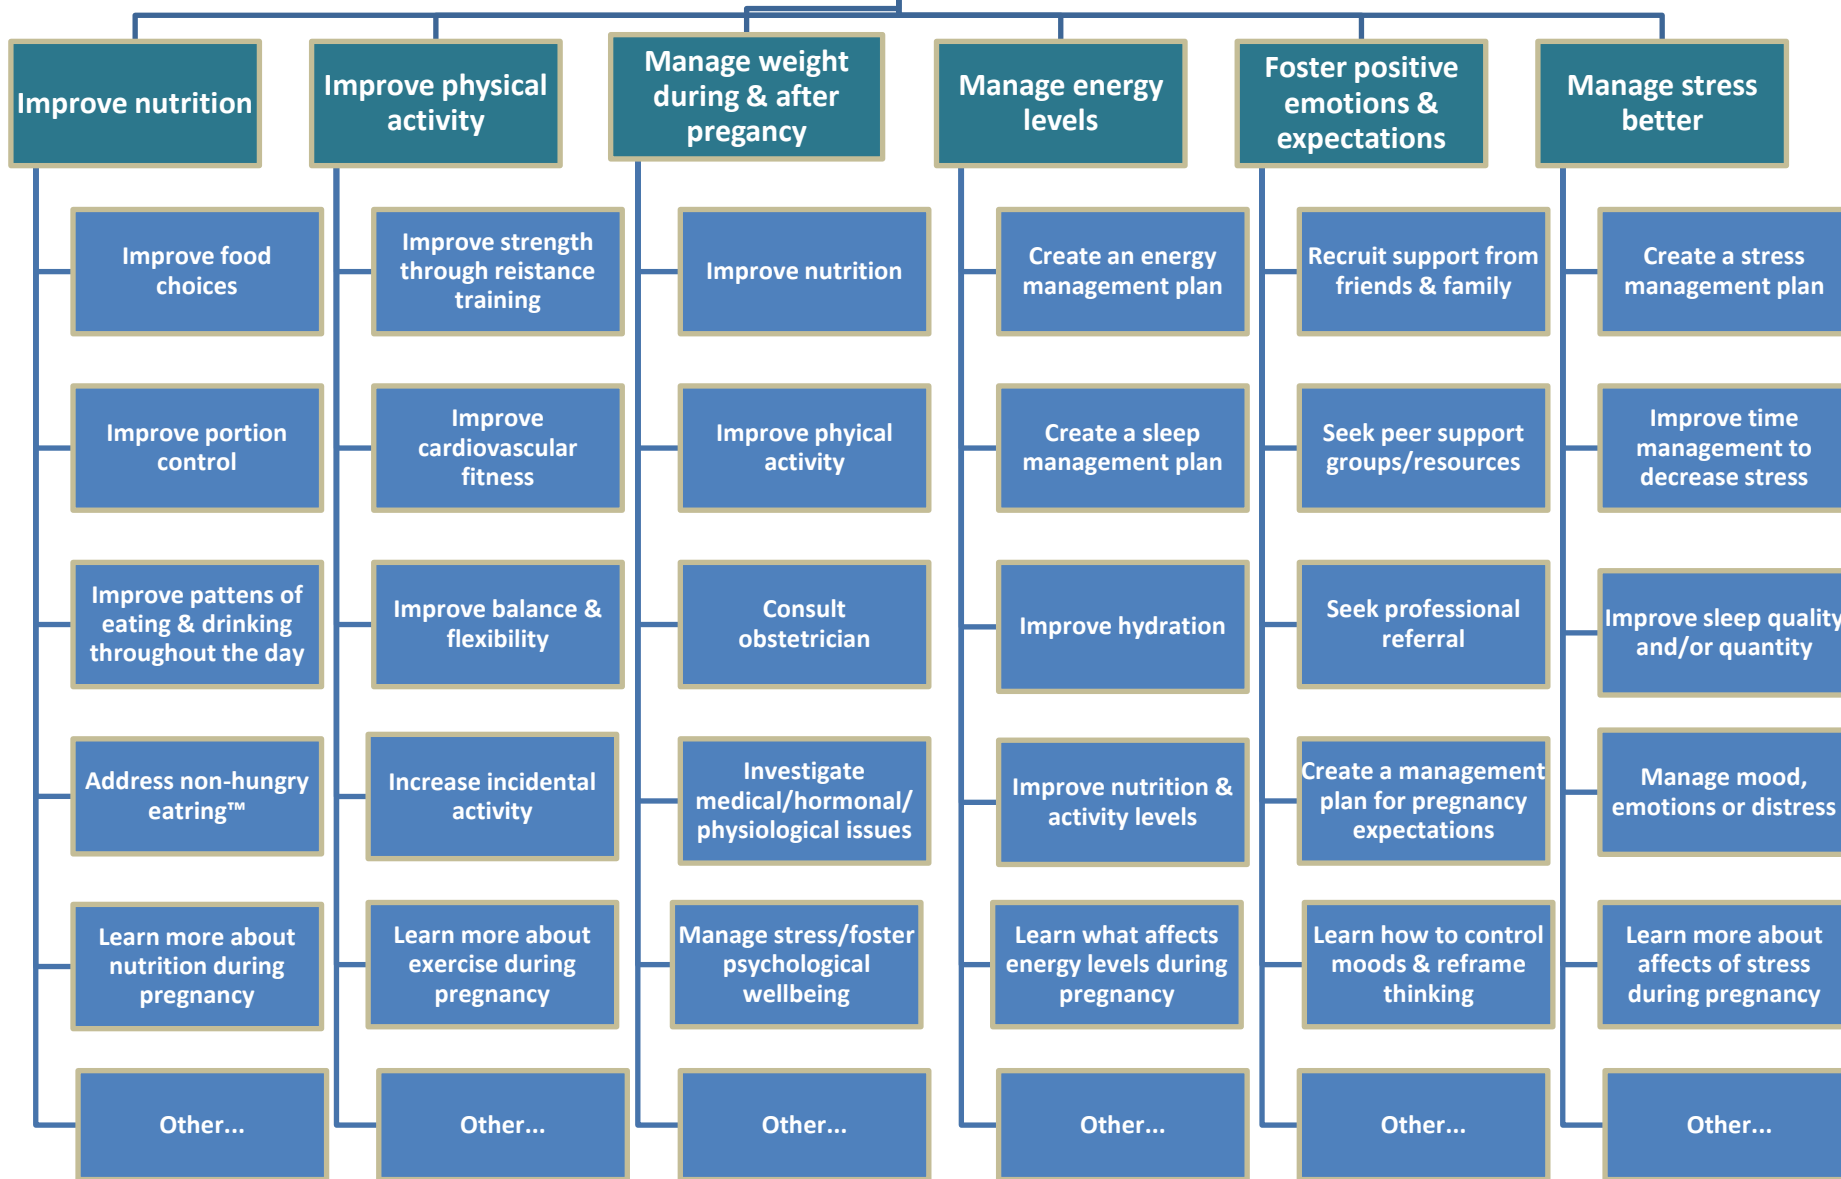 Improve nutrition
Improve food
choices
Improve portion
control
Improve pattens of
eating & drinking
throughout the day
Address non-hungry
eatring™
Learn more about
nutrition during
pregnancy
Other...
Improve physical
activity
Improve strength
through reistance
training
Improve
cardiovascular
fitness
Improve balance &
flexibility
Increase incidental
activity
Learn more about
exercise during
pregnancy
Other...
Manage weight
during & after
pregancy
Improve nutrition
Improve phyical
activity
Consult
obstetrician
Investigate
medical/hormonal/
physiological issues
Manage stress/foster
psychological
wellbeing
Other...
Manage energy
levels
Create an energy
management plan
Create a sleep
management plan
Improve hydration
Improve nutrition &
activity levels
Learn what affects
energy levels during
pregnancy
Other...
Foster positive
emotions &
expectations
Recruit support from
friends & family
Seek peer support
groups/resources
Seek professional
referral
Create a management
plan for pregnancy
expectations
Learn how to control
moods & reframe
thinking
Other...
Manage stress
better
Create a stress
management plan
Improve time
management to
decrease stress
Improve sleep quality
and/or quantity
Manage mood,
emotions or distress
Learn more about
affects of stress
during pregnancy
Other...